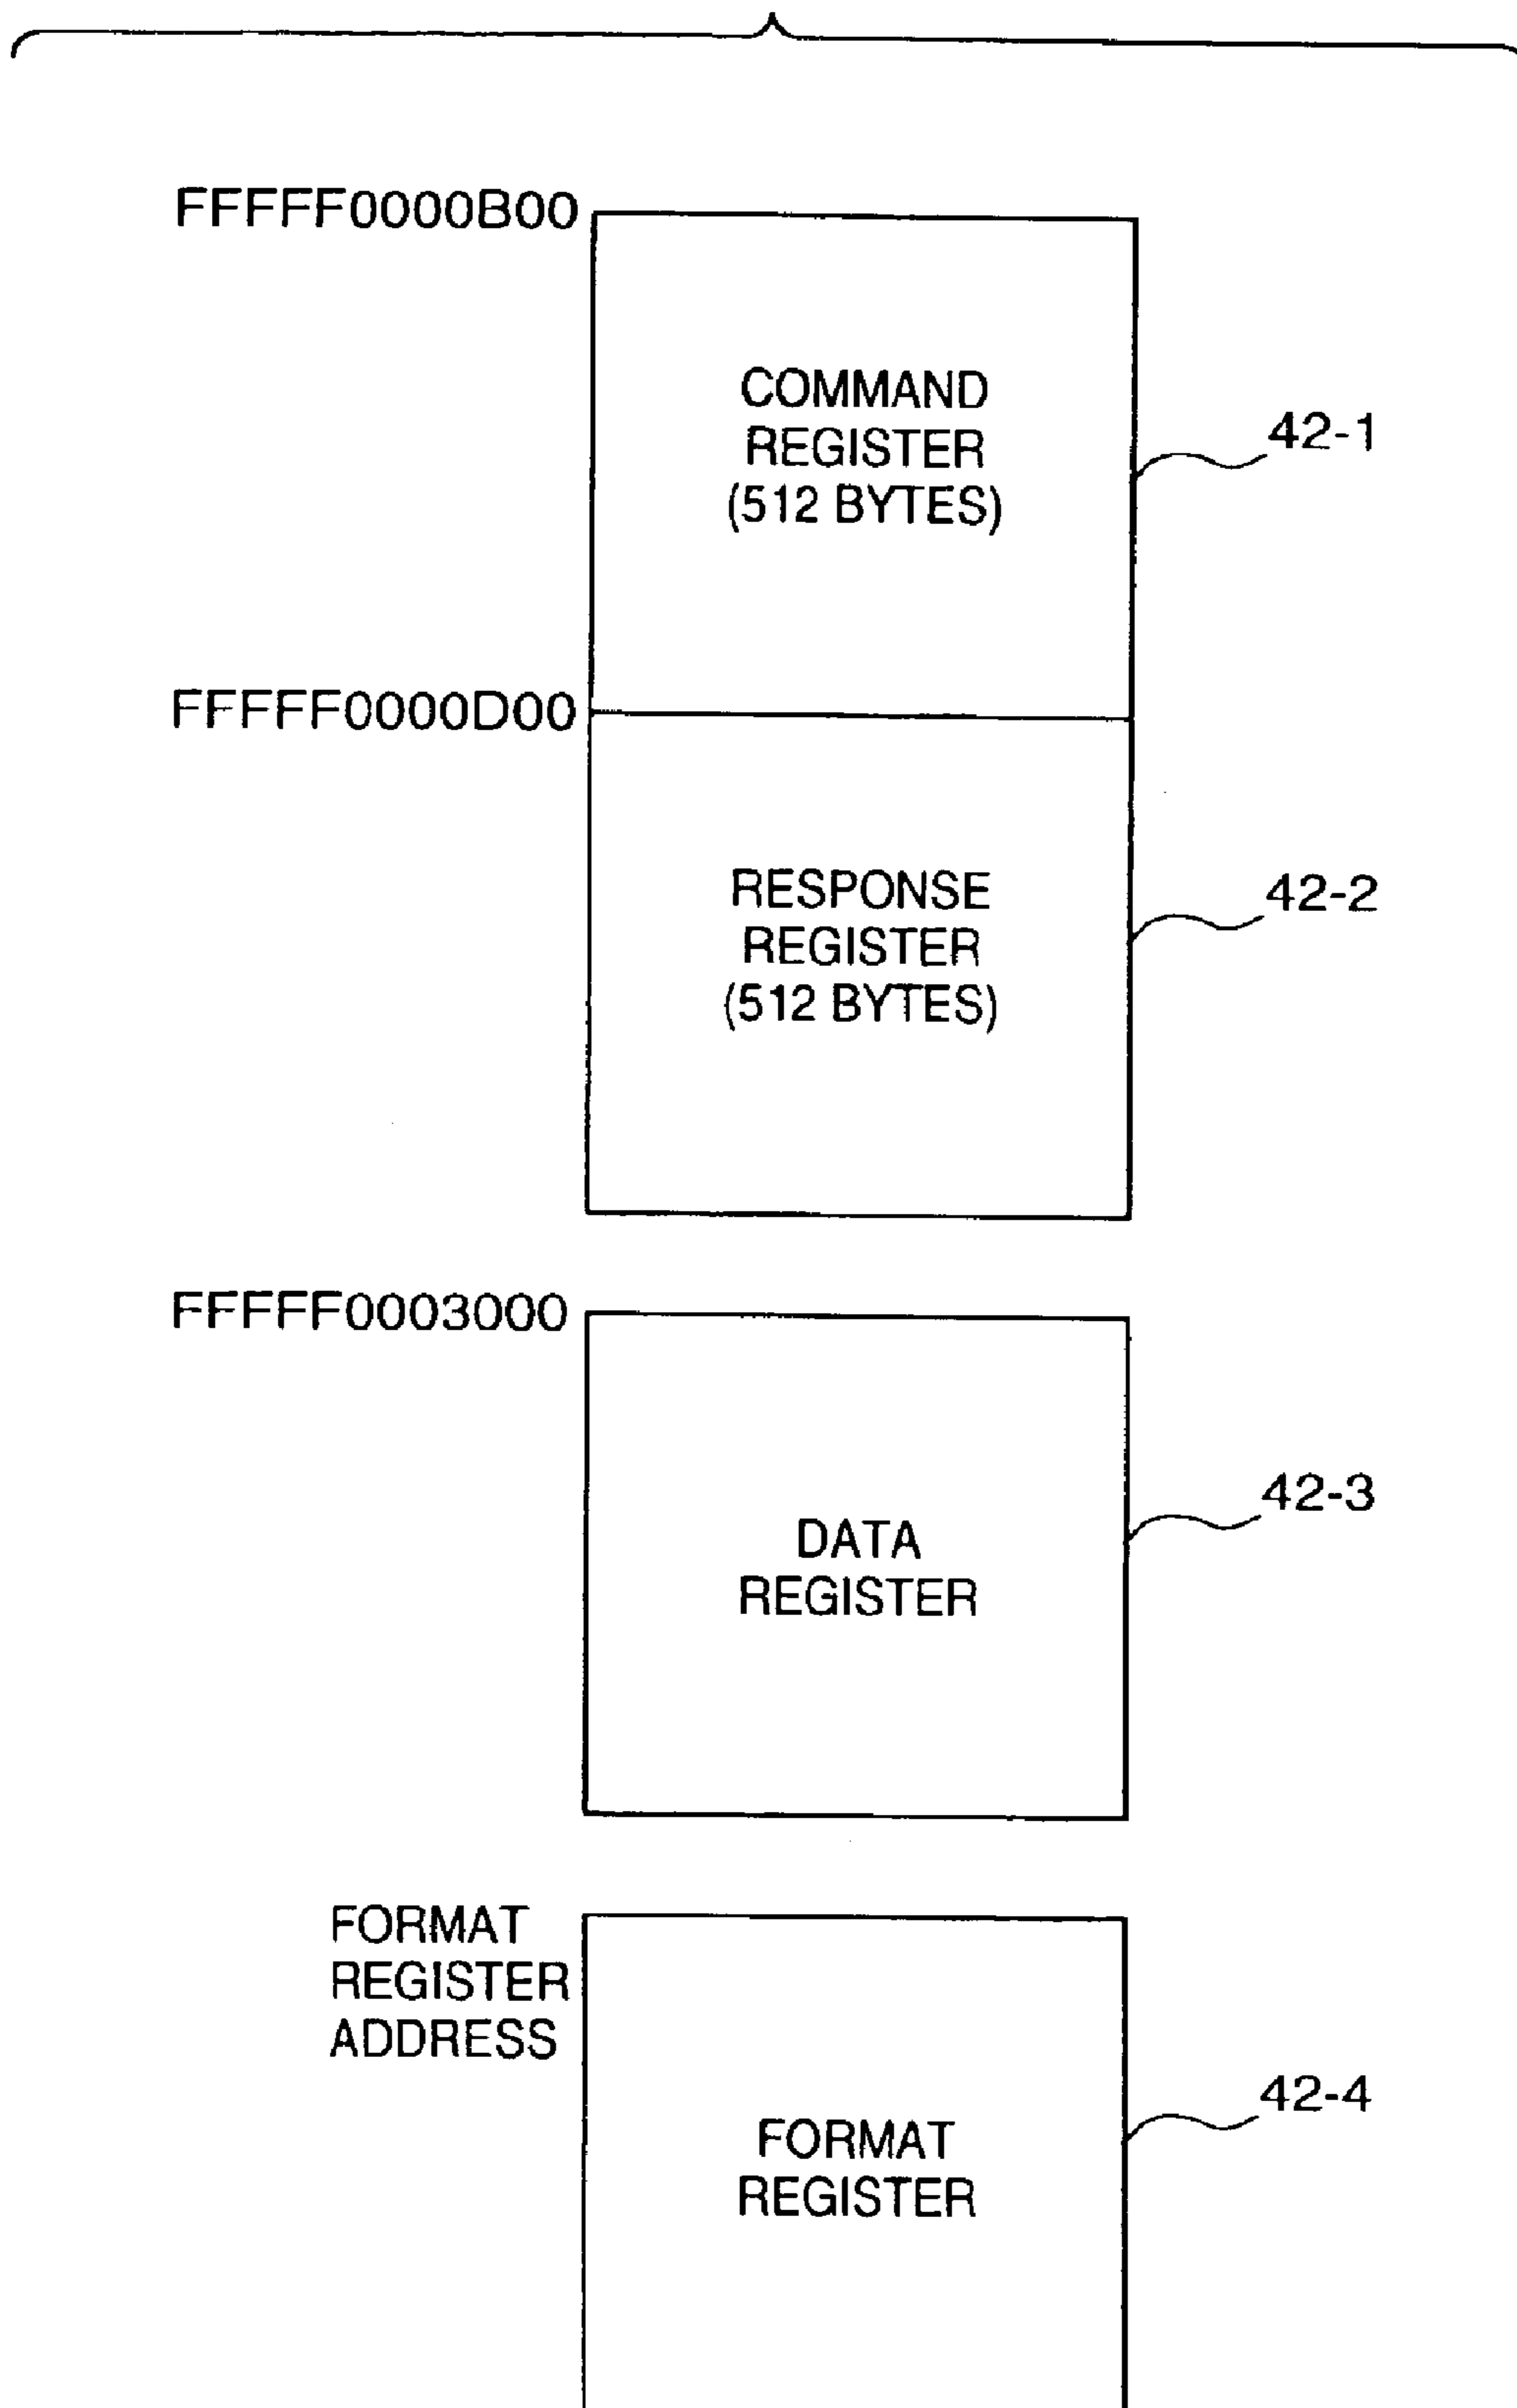 FFFFF0000B00
COMMAND
REGISTER
(512 BYTES)
42-1
FFFFF0000D00
RESPONSE
REGISTER
(512 BYTES)
42-2
FFFFF0003000
DATA
REGISTER
42-3
FORMAT
REGISTER
ADDRESS
FORMAT
REGISTER
42-4